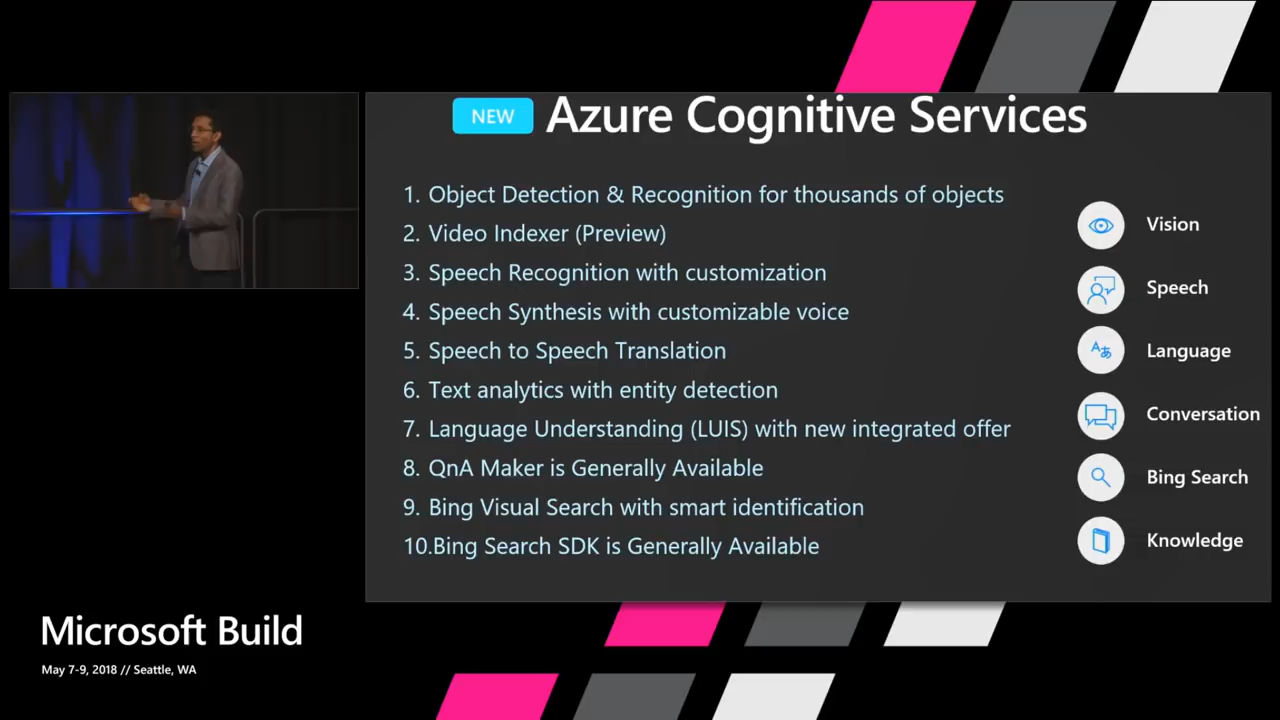 NEW Azure Cognitive Services
1. Object Detection & Recognition for thousands of objects
2. Video Indexer (Preview)
3. Speech Recognition with customization
4. Speech Synthesis with customizable voice
5. Speech to Speech Translation
6. Text analytics with entity detection
7. Language Understanding (LUIS) with new integrated offer
8. QnA Maker is Generally Available
9. Bing Visual Search with smart identification
10.Bing Search SDK is Generally Available
Vision
Speech
Aあ
Language
Conversation
Bing Search
Knowledge
Microsoft Build
May 7-9, 2018 // Seattle, WA